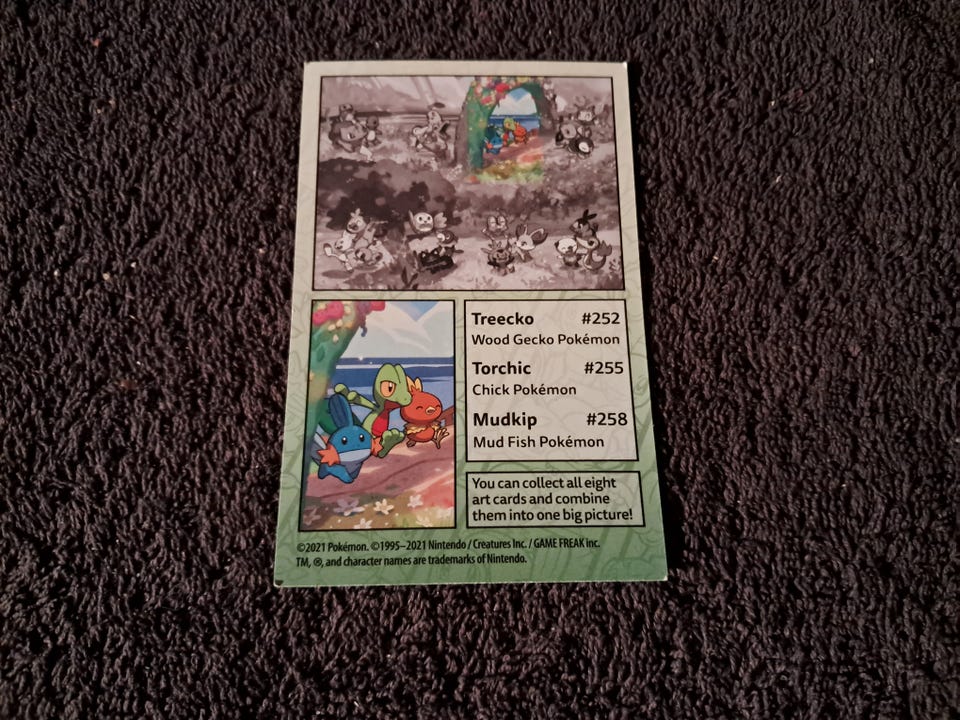 Treecko #252
Wood Gecko Pokémon
Torchic #255
Chick Pokémon
Mudkip #258
Mud Fish Pokémon
You can collect all eight
art cards and combine
them into one big picture!
©2021 Pokémon. ©1995–2021 Nintendo / Creatures Inc. / GAME FREAK inc.
TM, ®, and character names are trademarks of Nintendo.